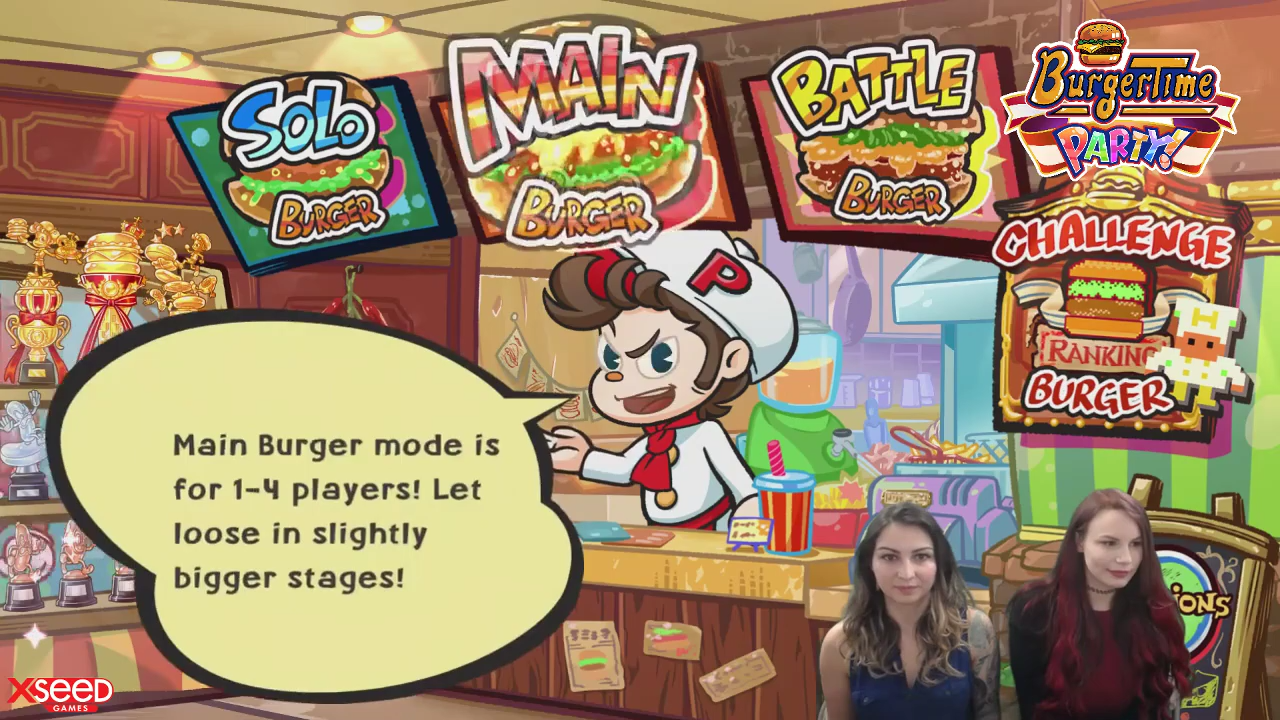 SOLO
BURGER
MAIN
BURGER
BATTLE
BURGER
BURGERTIME
PARTY!
CHALLENGE
RANKING
BURGER
P
H
Main Burger mode is
for 1-4 players! Let
loose in slightly
bigger stages!
IONS
XSEED
GAMES